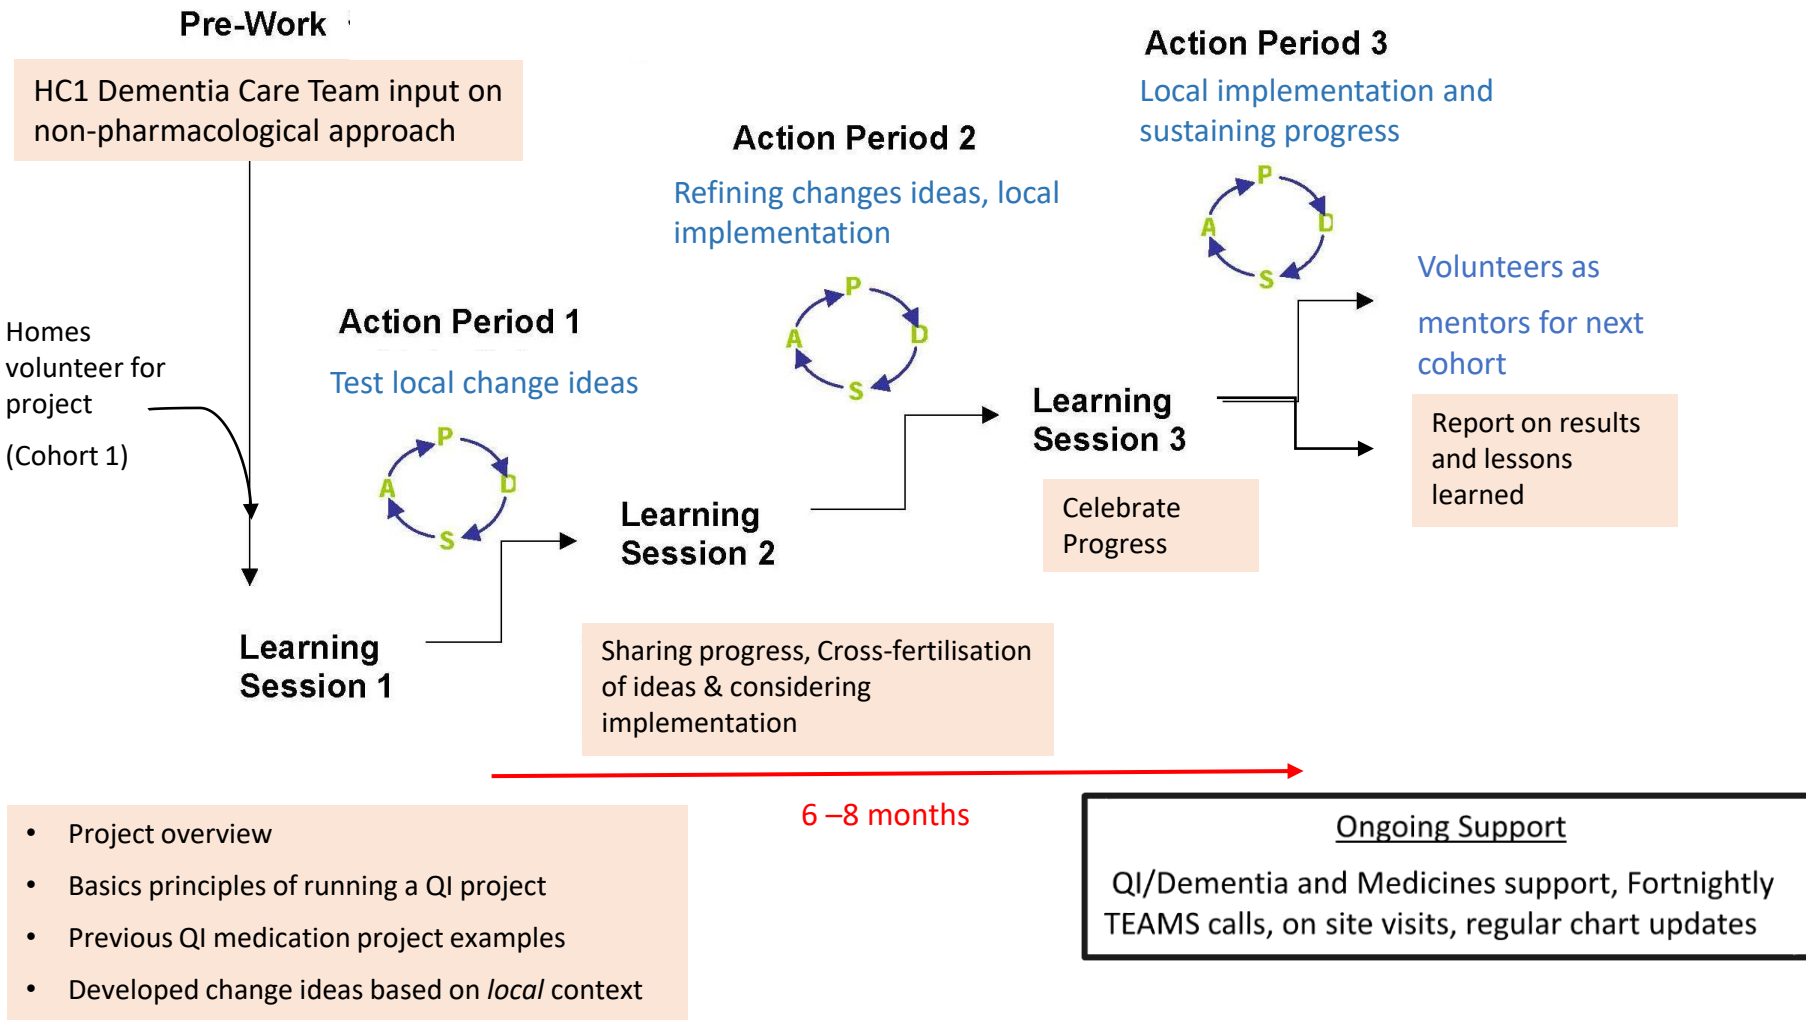 Pre-Work
HC1 Dementia Care Team input on
non-pharmacological approach
Homes
volunteer for
project
(Cohort 1)
Learning
Session 1
• Project overview
• Basics principles of running a QI project
• Previous QI medication project examples
• Developed change ideas based on local context
Action Period 1
Test local change ideas
P
D
S
A
Learning
Session 2
Sharing progress, Cross-fertilisation
of ideas & considering
implementation
Action Period 2
Refining changes ideas, local
implementation
P
D
S
A
Learning
Session 3
Celebrate
Progress
Action Period 3
Local implementation and
sustaining progress
P
D
S
A
Volunteers as
mentors for next
cohort
Report on results
and lessons
learned
6 –8 months
Ongoing Support
QI/Dementia and Medicines support, Fortnightly
TEAMS calls, on site visits, regular chart updates